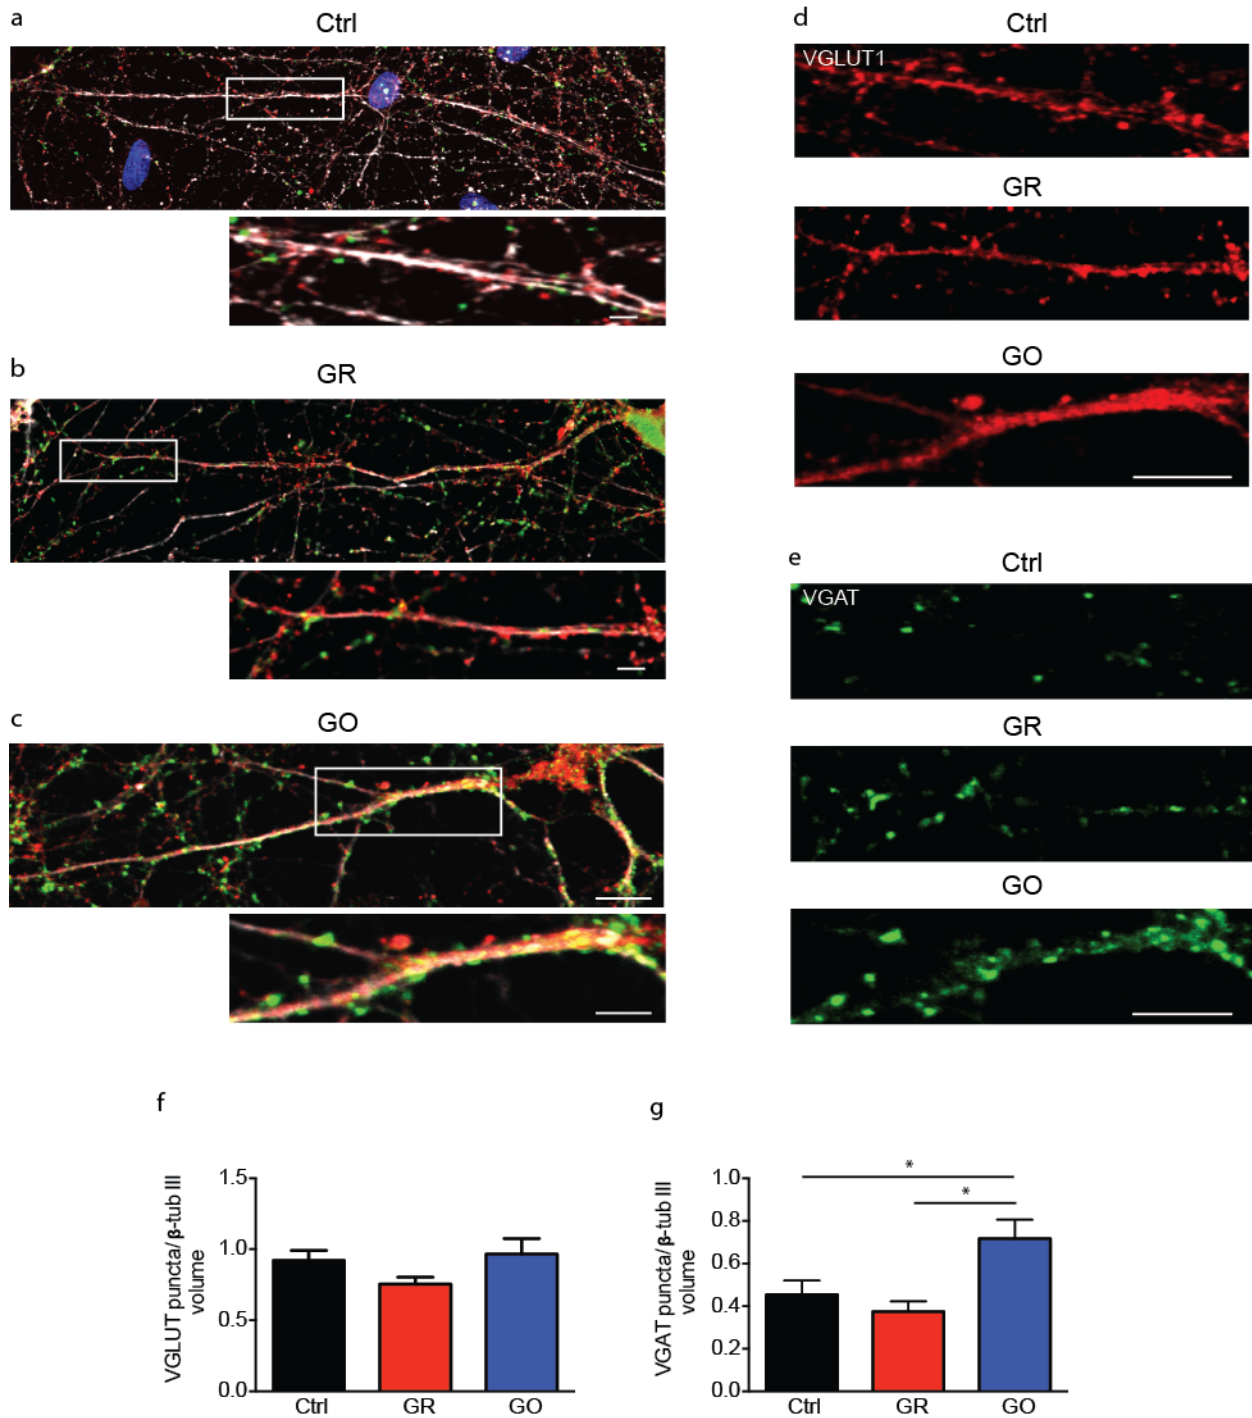 a
Ctrl
b
GR
c
GO
d
Ctrl
VGLUT1
GR
GO
e
Ctrl
VGAT
GR
GO
f
VGLUT puncta/ β-tub III
volume
1.5
1.0
0.5
0.0
Ctrl GR GO
g
VGAT puncta/ β-tub III
volume
1.0
0.8
0.6
0.4
0.2
0.0
*
*
Ctrl GR GO